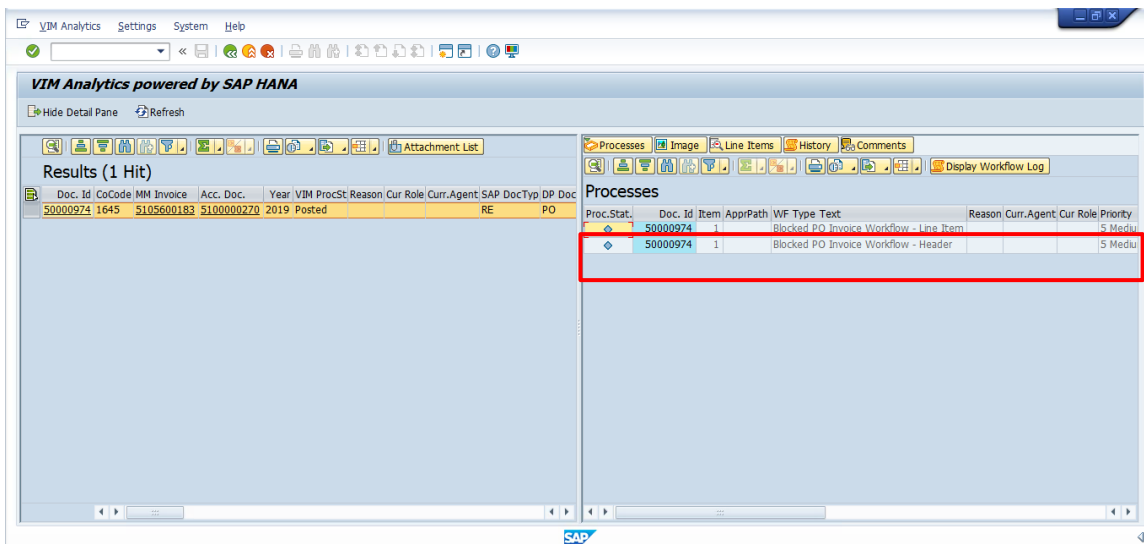 VIM Analytics Settings System Help
VIM Analytics powered by SAP HANA
Hide Detail Pane Refresh
Attachment List
Results (1 Hit)
Doc. Id CoCode MM Invoice Acc. Doc. Year VIM ProcSt Reason Cur Role Curr.Agent SAP DocTyp DP Doc
50000974 1645 5105600183 5100000270 2019 Posted RE PO
Processes Image Line Items History Comments
Display Workflow Log
Processes
Proc.Stat. Doc. Id Item ApprPath WF Type Text Reason Curr.Agent Cur Role Priority
50000974 1 Blocked PO Invoice Workflow - Line Item 5 Mediu
50000974 1 Blocked PO Invoice Workflow - Header 5 Mediu
SAP